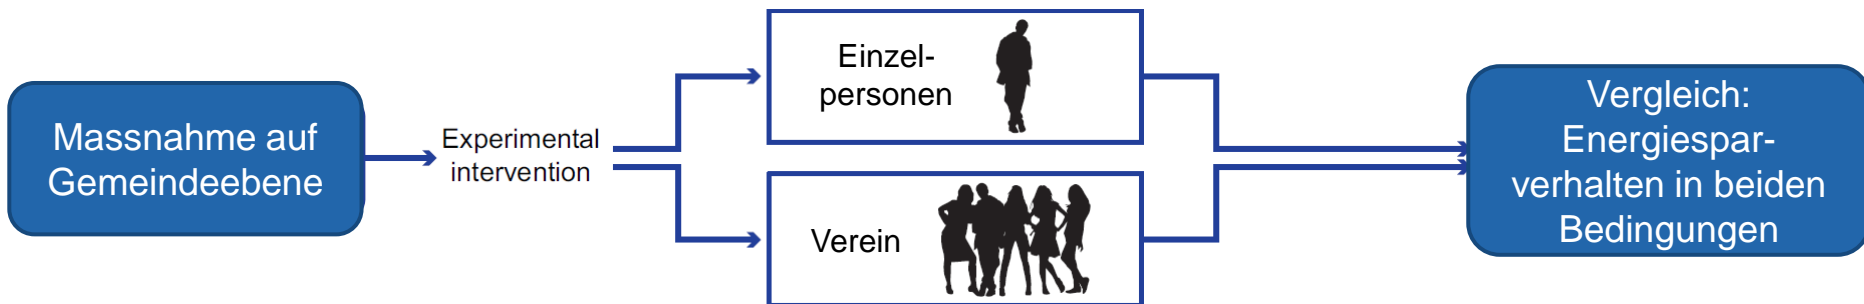 Massnahme auf
Gemeindeebene
Experimental
intervention
Einzel-
personen
Verein
Vergleich:
Energiespar-
verhalten in beiden
Bedingungen